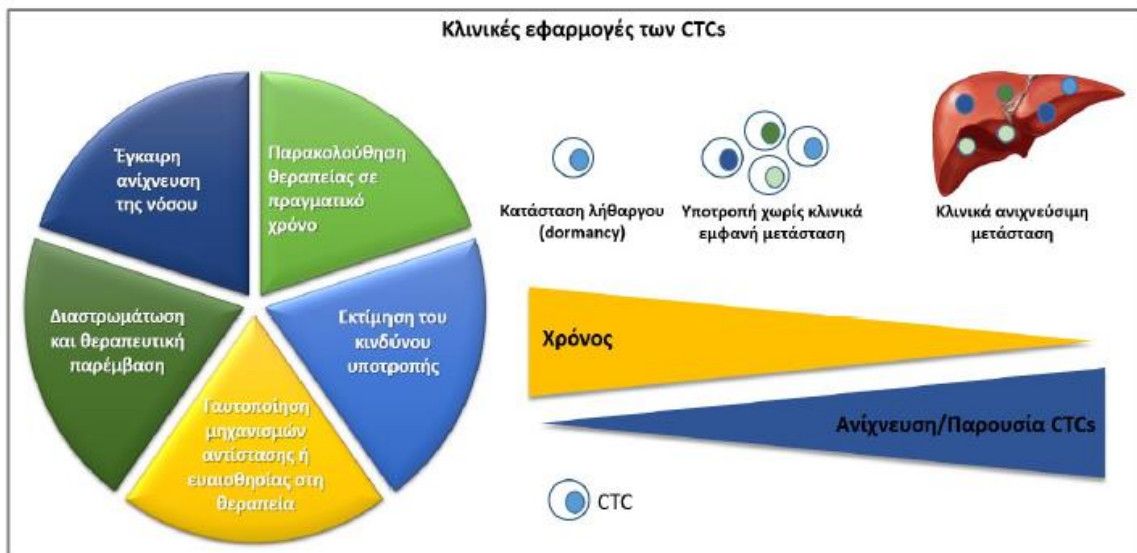 Κλινικές εφαρμογές των CTCs
Έγκαιρη
ανίχνευση
της νόσου
Παρακολούθηση
θεραπείας σε
πραγματικό
χρόνο
Διαστρωμάτωση
και θεραπευτική
παρέμβαση
Εκτίμηση του
κινδύνου
υποτροπής
Γαυτοποίηση
μηχανισμών
αντίστασης ή
ευαισθησίας στη
θεραπεία
Κατάσταση λήθαργου
(dormancy)
Υποτροπή χωρίς κλινικά
εμφανή μετάσταση
Κλινικά ανιχνεύσιμη
μετάσταση
Χρόνος
Ανίχνευση/Παρουσία CTCs
CTC